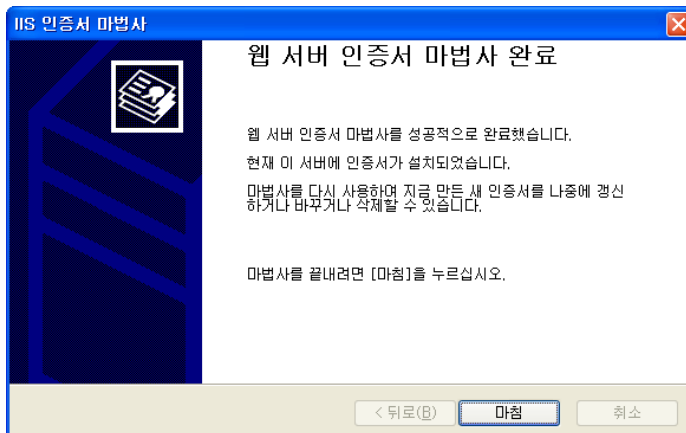 IIS 인증서 마법사
웹 서버 인증서 마법사 완료
웹 서버 인증서 마법사를 성공적으로 완료했습니다.
현재 이 서버에 인증서가 설치되었습니다.
마법사를 다시 사용하여 지금 만든 새 인증서를 나중에 갱신
하거나 바꾸거나 삭제할 수 있습니다.
마법사를 끝내려면 [마침]을 누르십시오.
< 뒤로(B) 마침 취소